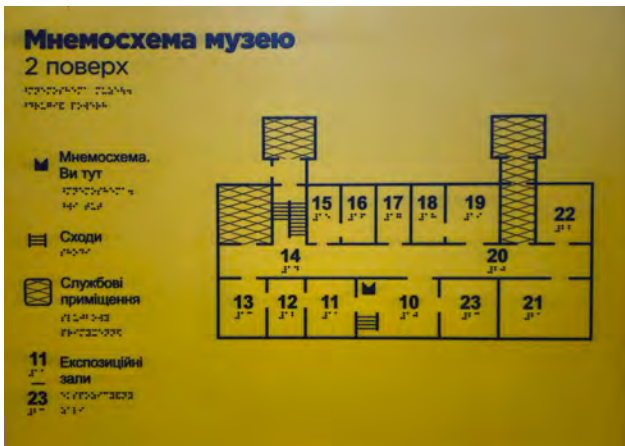 Мнемосхема музею
2 поверх
Мнемосхема.
Ви тут
Сходи
Службові
приміщення
11
Експозиційні
зали
23
15 16 17 18 19
22
14 20
13 12 11 10 23 21